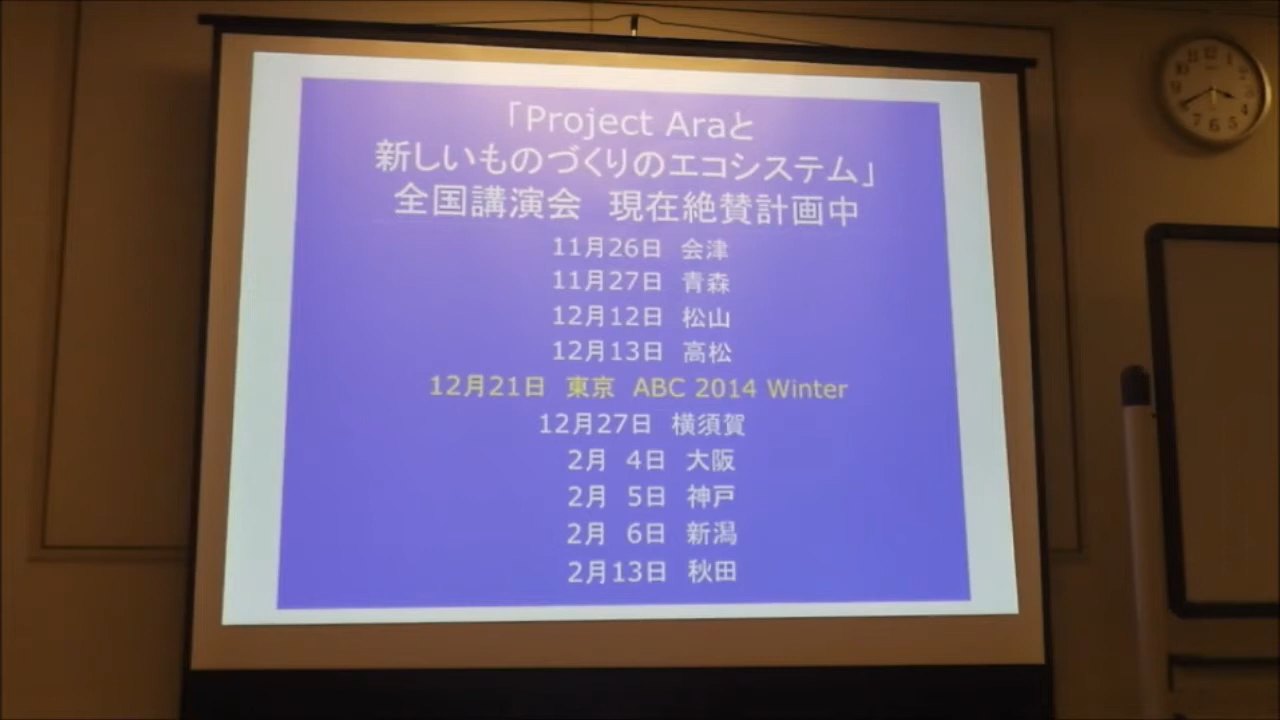 「Project Araと
新しいものづくりのエコシステム」
全国講演会　現在絶賛計画中
11月26日　会津
11月27日　青森
12月12日　松山
12月13日　高松
12月21日　東京　ABC 2014 Winter
12月27日　横須賀
2月　4日　大阪
2月　5日　神戸
2月　6日　新潟
2月13日　秋田